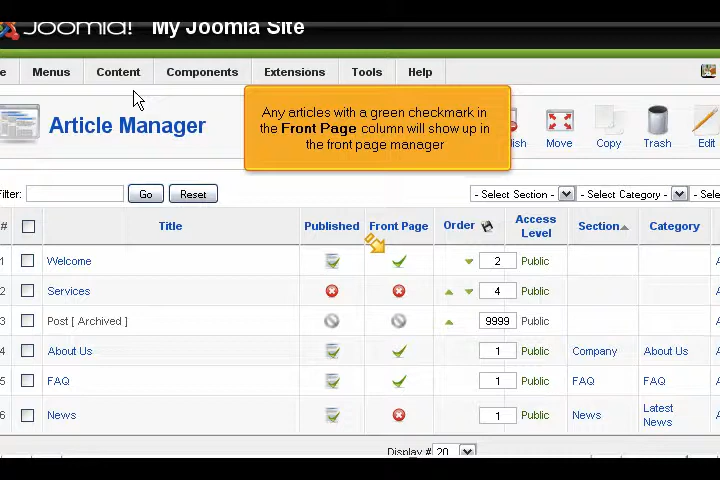 Joomla! My Joomla Site
Menus Content Components Extensions Tools Help
Any articles with a green checkmark in
the Front Page column will show up in
the front page manager
Article Manager
Move Copy Trash Edit
Filter: Go Reset - Select Section - - Select Category -
# Title Published Front Page Order Access Level Section Category
1 Welcome 2 Public
2 Services 4 Public
3 Post [ Archived ] 9999 Public
4 About Us 1 Public Company About Us
5 FAQ 1 Public FAQ FAQ
6 News 1 Public News Latest News
Display # 20